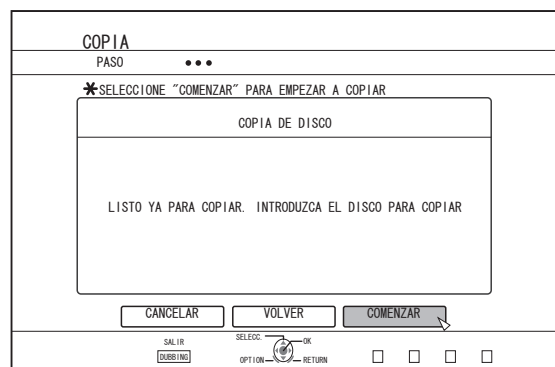 COPIA
PASO
✱SELECCIONE "COMENZAR" PARA EMPEZAR A COPIAR
COPIA DE DISCO
LISTO YA PARA COPIAR. INTRODUZCA EL DISCO PARA COPIAR
CANCELAR VOLVER COMENZAR
SALIR SELECC. OK
DUBBING OPTION RETURN